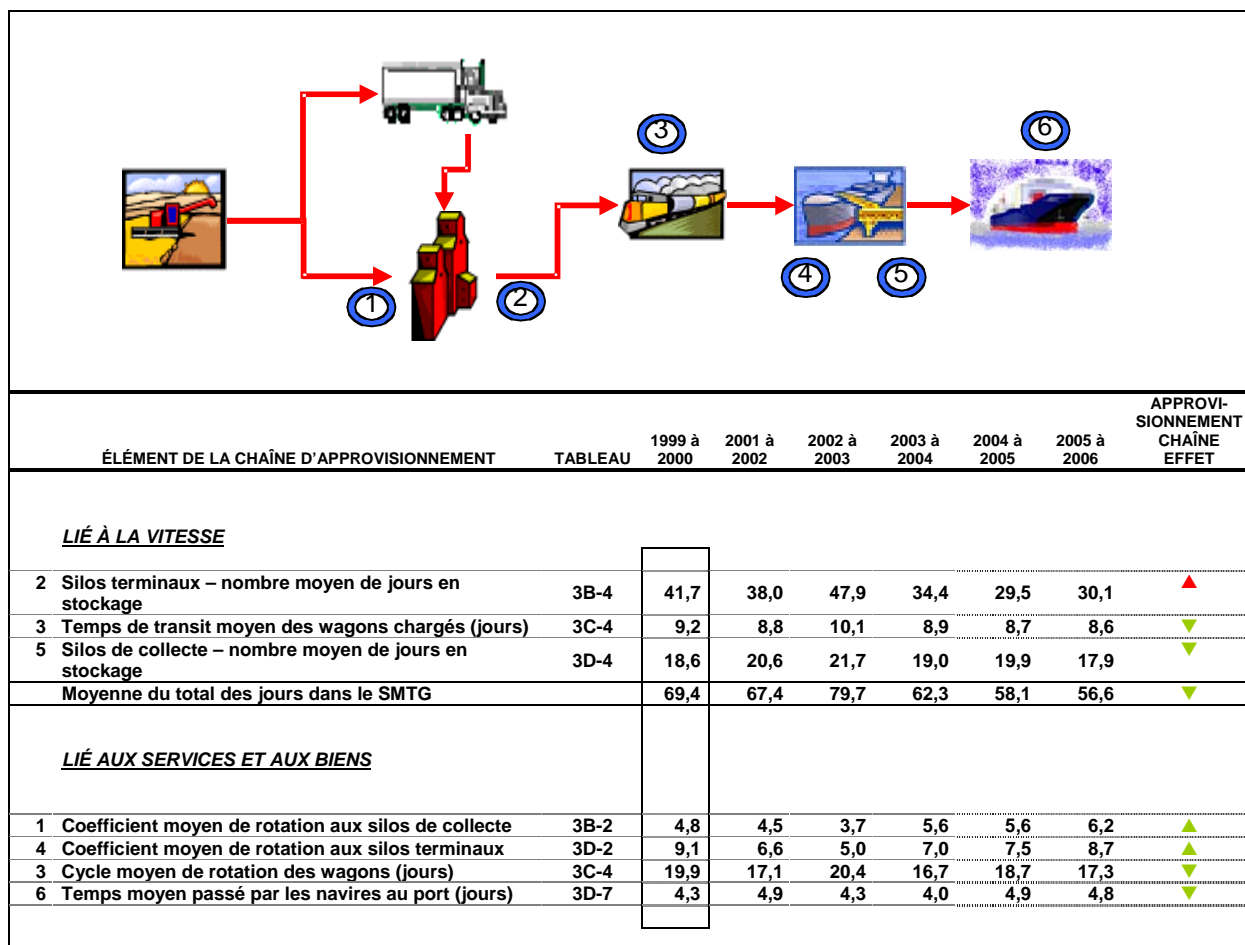 3
6
4
5
1
2
ÉLÉMENT DE LA CHAÎNE D'APPROVISIONNEMENT TABLEAU 1999 à 2000 2001 à 2002 2002 à 2003 2003 à 2004 2004 à 2005 2005 à 2006 APPROVI-SIONNEMENT CHAÎNE EFFET
LIÉ À LA VITESSE
2 Silos terminaux – nombre moyen de jours en stockage 3B-4 41,7 38,0 47,9 34,4 29,5 30,1 ▲
3 Temps de transit moyen des wagons chargés (jours) 3C-4 9,2 8,8 10,1 8,9 8,7 8,6 ▼
5 Silos de collecte – nombre moyen de jours en stockage 3D-4 18,6 20,6 21,7 19,0 19,9 17,9 ▼
Moyenne du total des jours dans le SMTG 69,4 67,4 79,7 62,3 58,1 56,6 ▼
LIÉ AUX SERVICES ET AUX BIENS
1 Coefficient moyen de rotation aux silos de collecte 3B-2 4,8 4,5 3,7 5,6 5,6 6,2 ▲
4 Coefficient moyen de rotation aux silos terminaux 3D-2 9,1 6,6 5,0 7,0 7,5 8,7 ▲
3 Cycle moyen de rotation des wagons (jours) 3C-4 19,9 17,1 20,4 16,7 18,7 17,3 ▼
6 Temps moyen passé par les navires au port (jours) 3D-7 4,3 4,9 4,3 4,0 4,9 4,8 ▼